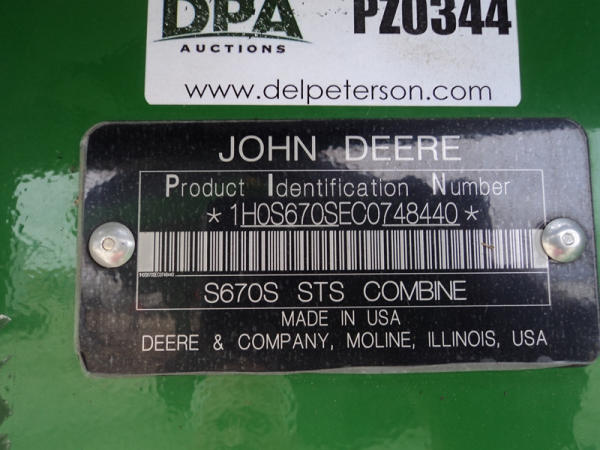 DPA PZ0344
AUCTIONS
www.delpeterson.com
JOHN DEERE
Product Identification Number
*1H0S670SEC0748440*
S670S STS COMBINE
MADE IN USA
DEERE & COMPANY, MOLINE, ILLINOIS, USA